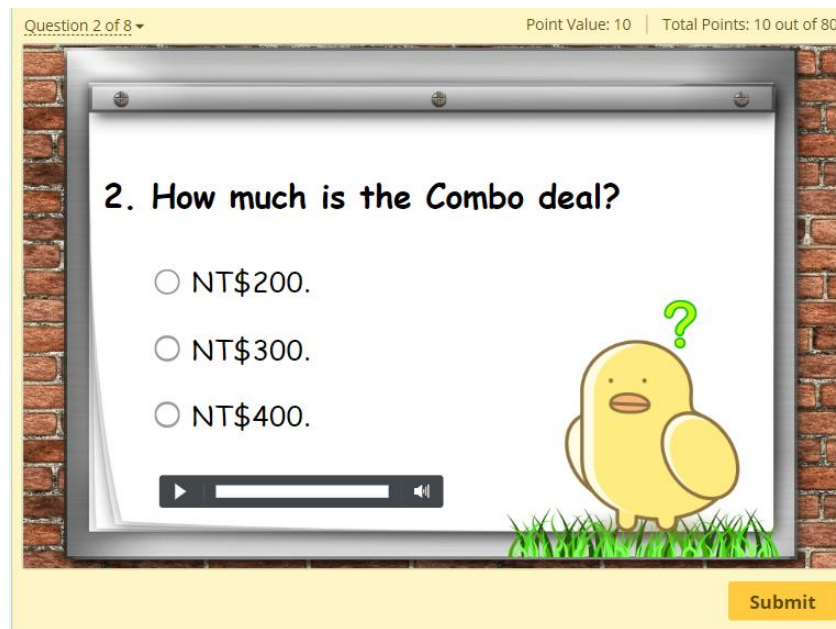 Question 2 of 8
Point Value: 10 | Total Points: 10 out of 80
2. How much is the Combo deal?
NT$200.
NT$300.
NT$400.
?
Submit